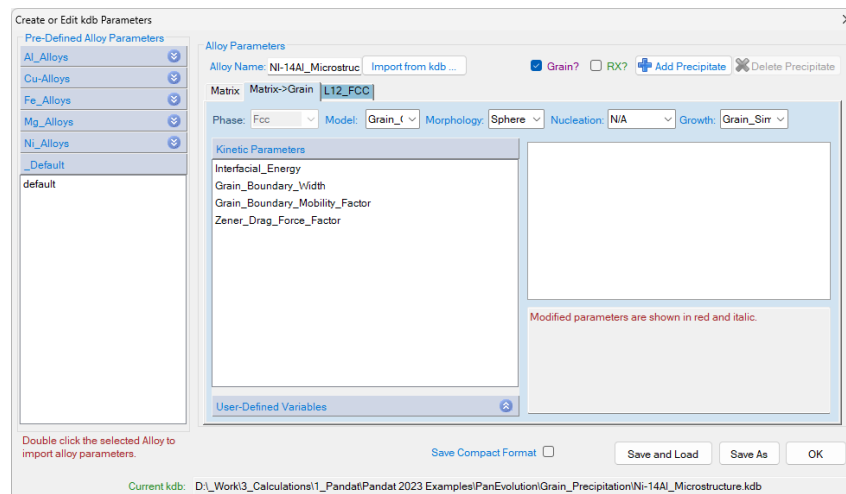 Create or Edit kdb Parameters
Pre-Defined Alloy Parameters
Al_Alloys
Cu-Alloys
Fe_Alloys
Mg_Alloys
Ni_Alloys
_Default
default
Double click the selected Alloy to
import alloy parameters.
Alloy Parameters
Alloy Name: NI-14Al_Microstruc Import from kdb ... Grain? RX? Add Precipitate Delete Precipitate
Matrix Matrix->Grain L12_FCC
Phase: Fcc Model: Grain_( Morphology: Sphere Nucleation: N/A Growth: Grain_Sim
Kinetic Parameters
Interfacial_Energy
Grain_Boundary_Width
Grain_Boundary_Mobility_Factor
Zener_Drag_Force_Factor
Modified parameters are shown in red and italic.
User-Defined Variables
Save Compact Format Save and Load Save As OK
Current kdb: D:\_Work\3_Calculations\1_Pandat\Pandat 2023 Examples\PanEvolution\Grain_Precipitation\Ni-14Al_Microstructure.kdb